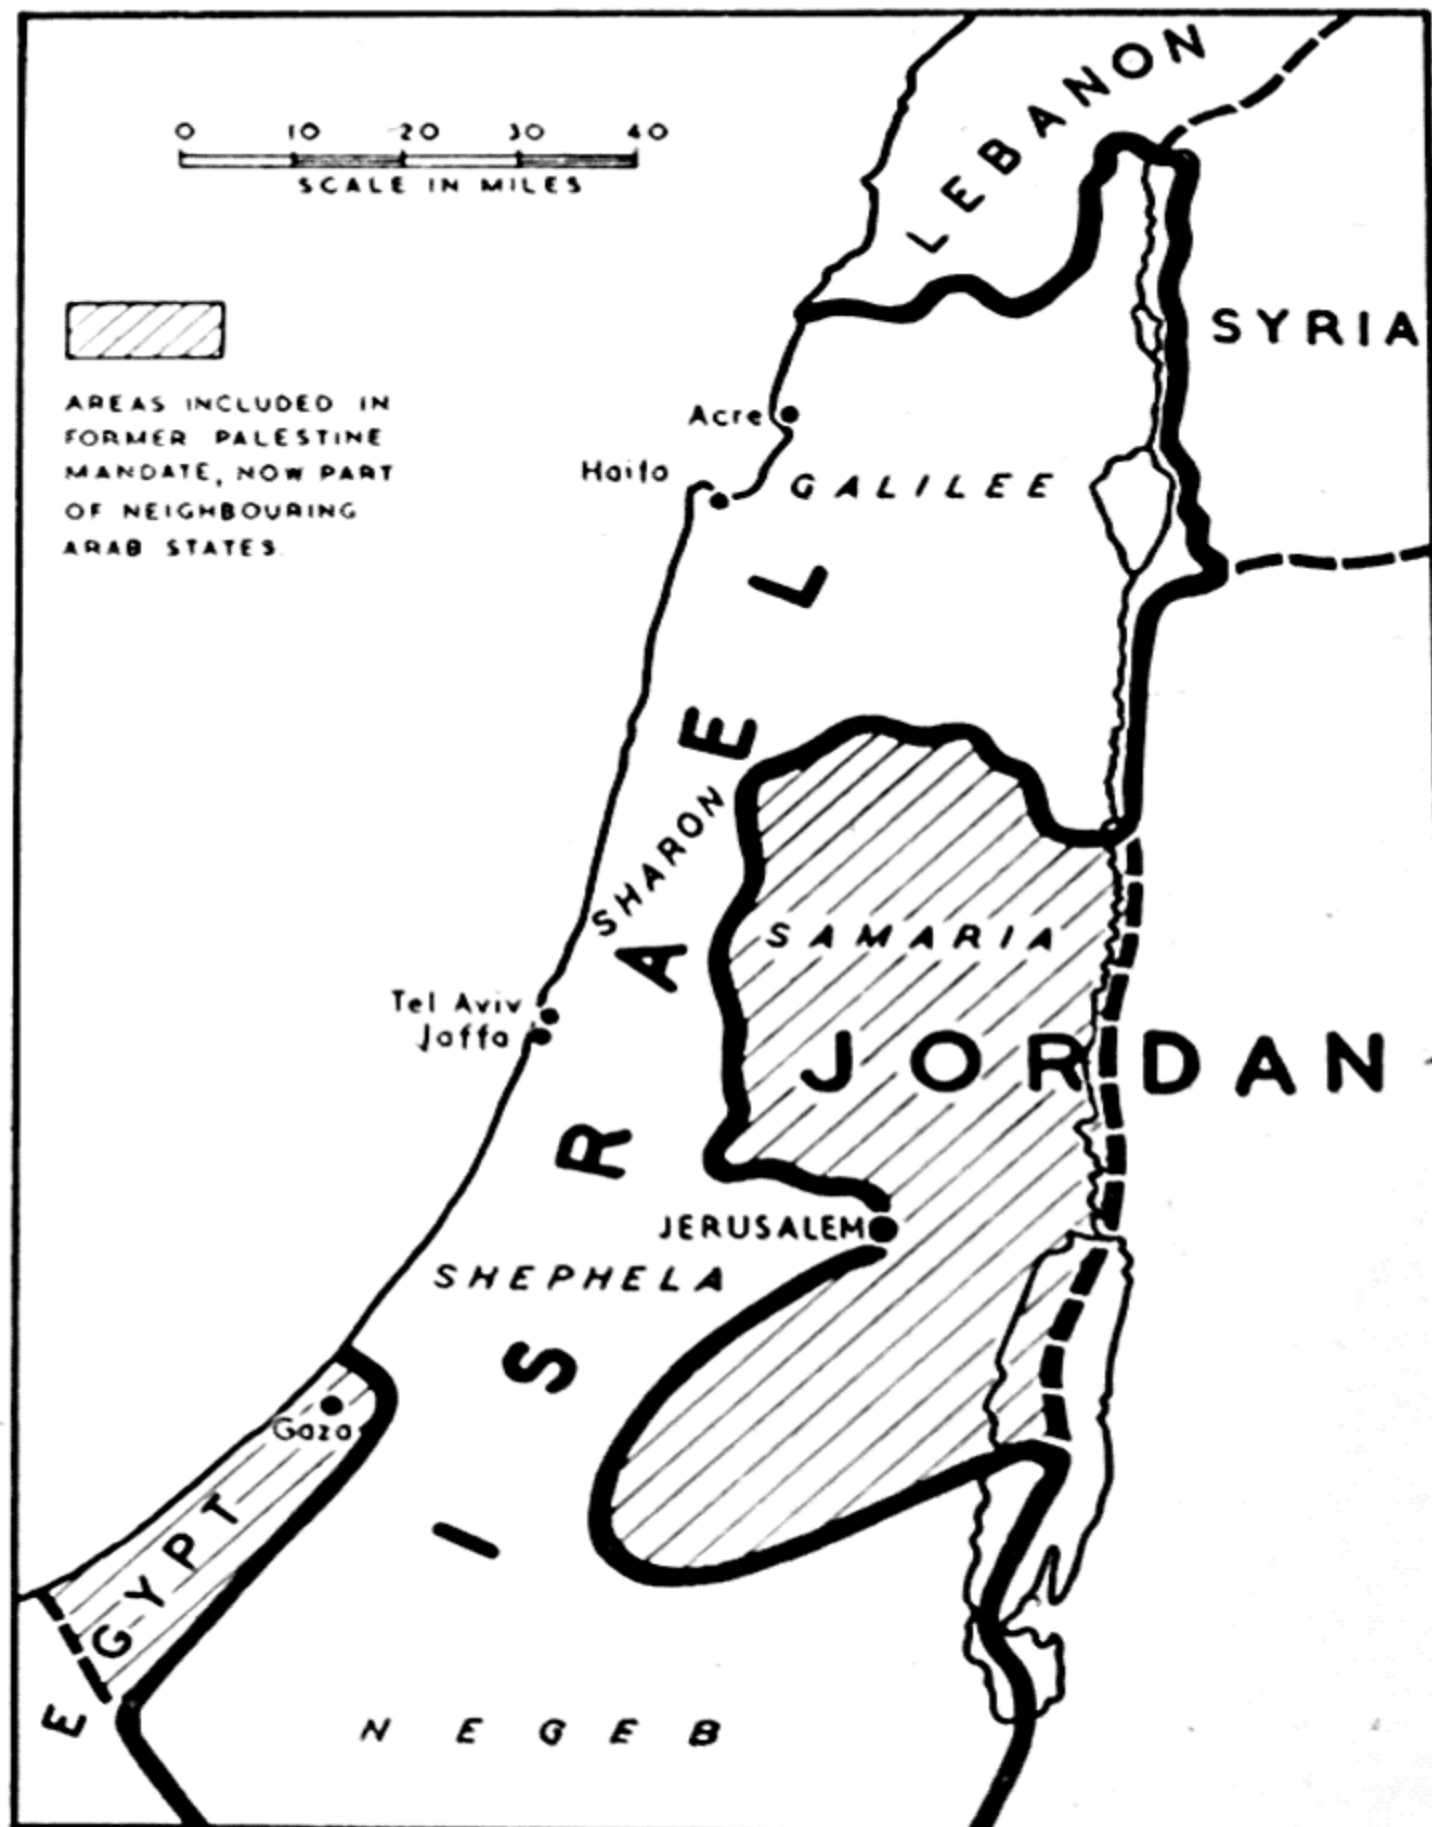 LEBANON
0 10 20 30 40
SCALE IN MILES
SYRIA
AREAS INCLUDED IN
FORMER PALESTINE
MANDATE, NOW PART
OF NEIGHBOURING
ARAB STATES.
Acre
Haifa
GALILEE
ISRAEL
SHARON
SAMARIA
Tel Aviv
Jaffa
JORDAN
JERUSALEM
SHEPHELA
Gaza
EGYPT
NEGEB